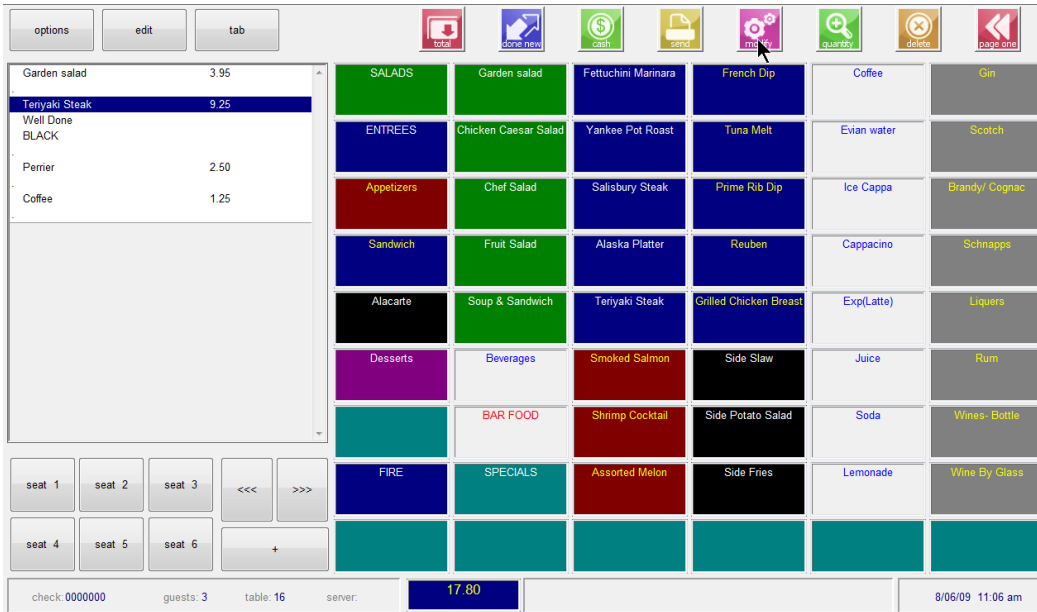 options edit tab total done new cash send modify quantity delete page one
Garden salad 3.95
Teriyaki Steak 9.25
Well Done
BLACK
Perrier 2.50
Coffee 1.25
SALADS Garden salad Fettuchini Marinara French Dip Coffee Gin
ENTREES Chicken Caesar Salad Yankee Pot Roast Tuna Melt Evian water Scotch
Appetizers Chef Salad Salisbury Steak Prime Rib Dip Ice Cappa Brandy/ Cognac
Sandwich Fruit Salad Alaska Platter Reuben Cappacino Schnapps
Alacarte Soup & Sandwich Teriyaki Steak Grilled Chicken Breast Exp(Latte) Liquers
Desserts Beverages Smoked Salmon Side Slaw Juice Rum
BAR FOOD Shrimp Cocktail Side Potato Salad Soda Wines- Bottle
FIRE SPECIALS Assorted Melon Side Fries Lemonade Wine By Glass
seat 1 seat 2 seat 3 <<< >>>
seat 4 seat 5 seat 6 +
check: 0000000 guests: 3 table: 16 server: 17.80 8/06/09 11:06 am